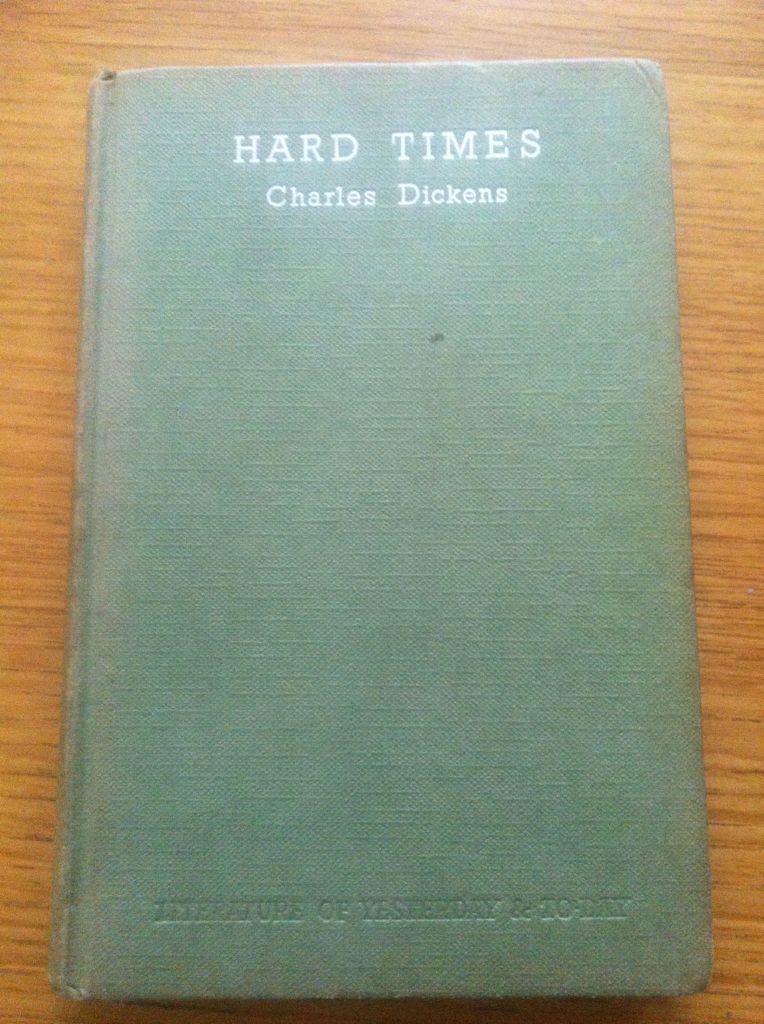 HARD TIMES
Charles Dickens
LITERATURE OF YESTERDAY & TO-DAY